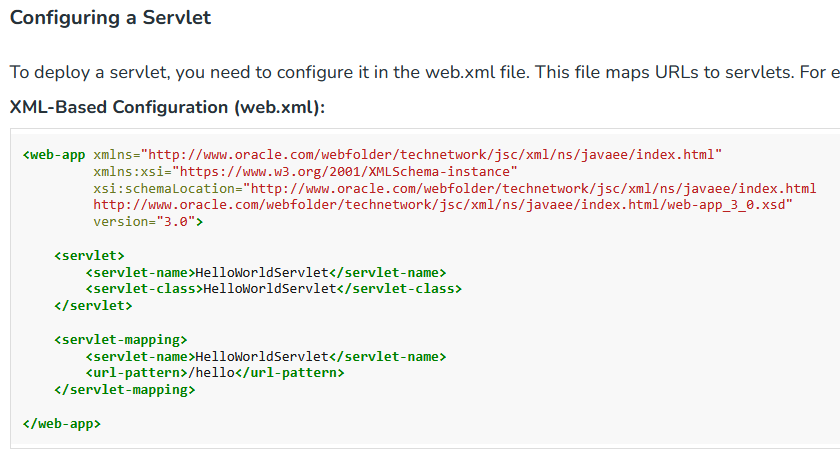 Configuring a Servlet
To deploy a servlet, you need to configure it in the web.xml file. This file maps URLs to servlets. For e
XML-Based Configuration (web.xml):
<web-app xmlns="http://www.oracle.com/webfolder/technetwork/jsc/xml/ns/javaee/index.html"
xmlns:xsi="https://www.w3.org/2001/XMLSchema-instance"
xsi:schemaLocation="http://www.oracle.com/webfolder/technetwork/jsc/xml/ns/javaee/index.html
http://www.oracle.com/webfolder/technetwork/jsc/xml/ns/javaee/index.html/web-app_3_0.xsd"
version="3.0">
<servlet>
<servlet-name>HelloWorldServlet</servlet-name>
<servlet-class>HelloWorldServlet</servlet-class>
</servlet>
<servlet-mapping>
<servlet-name>HelloWorldServlet</servlet-name>
<url-pattern>/hello</url-pattern>
</servlet-mapping>
</web-app>